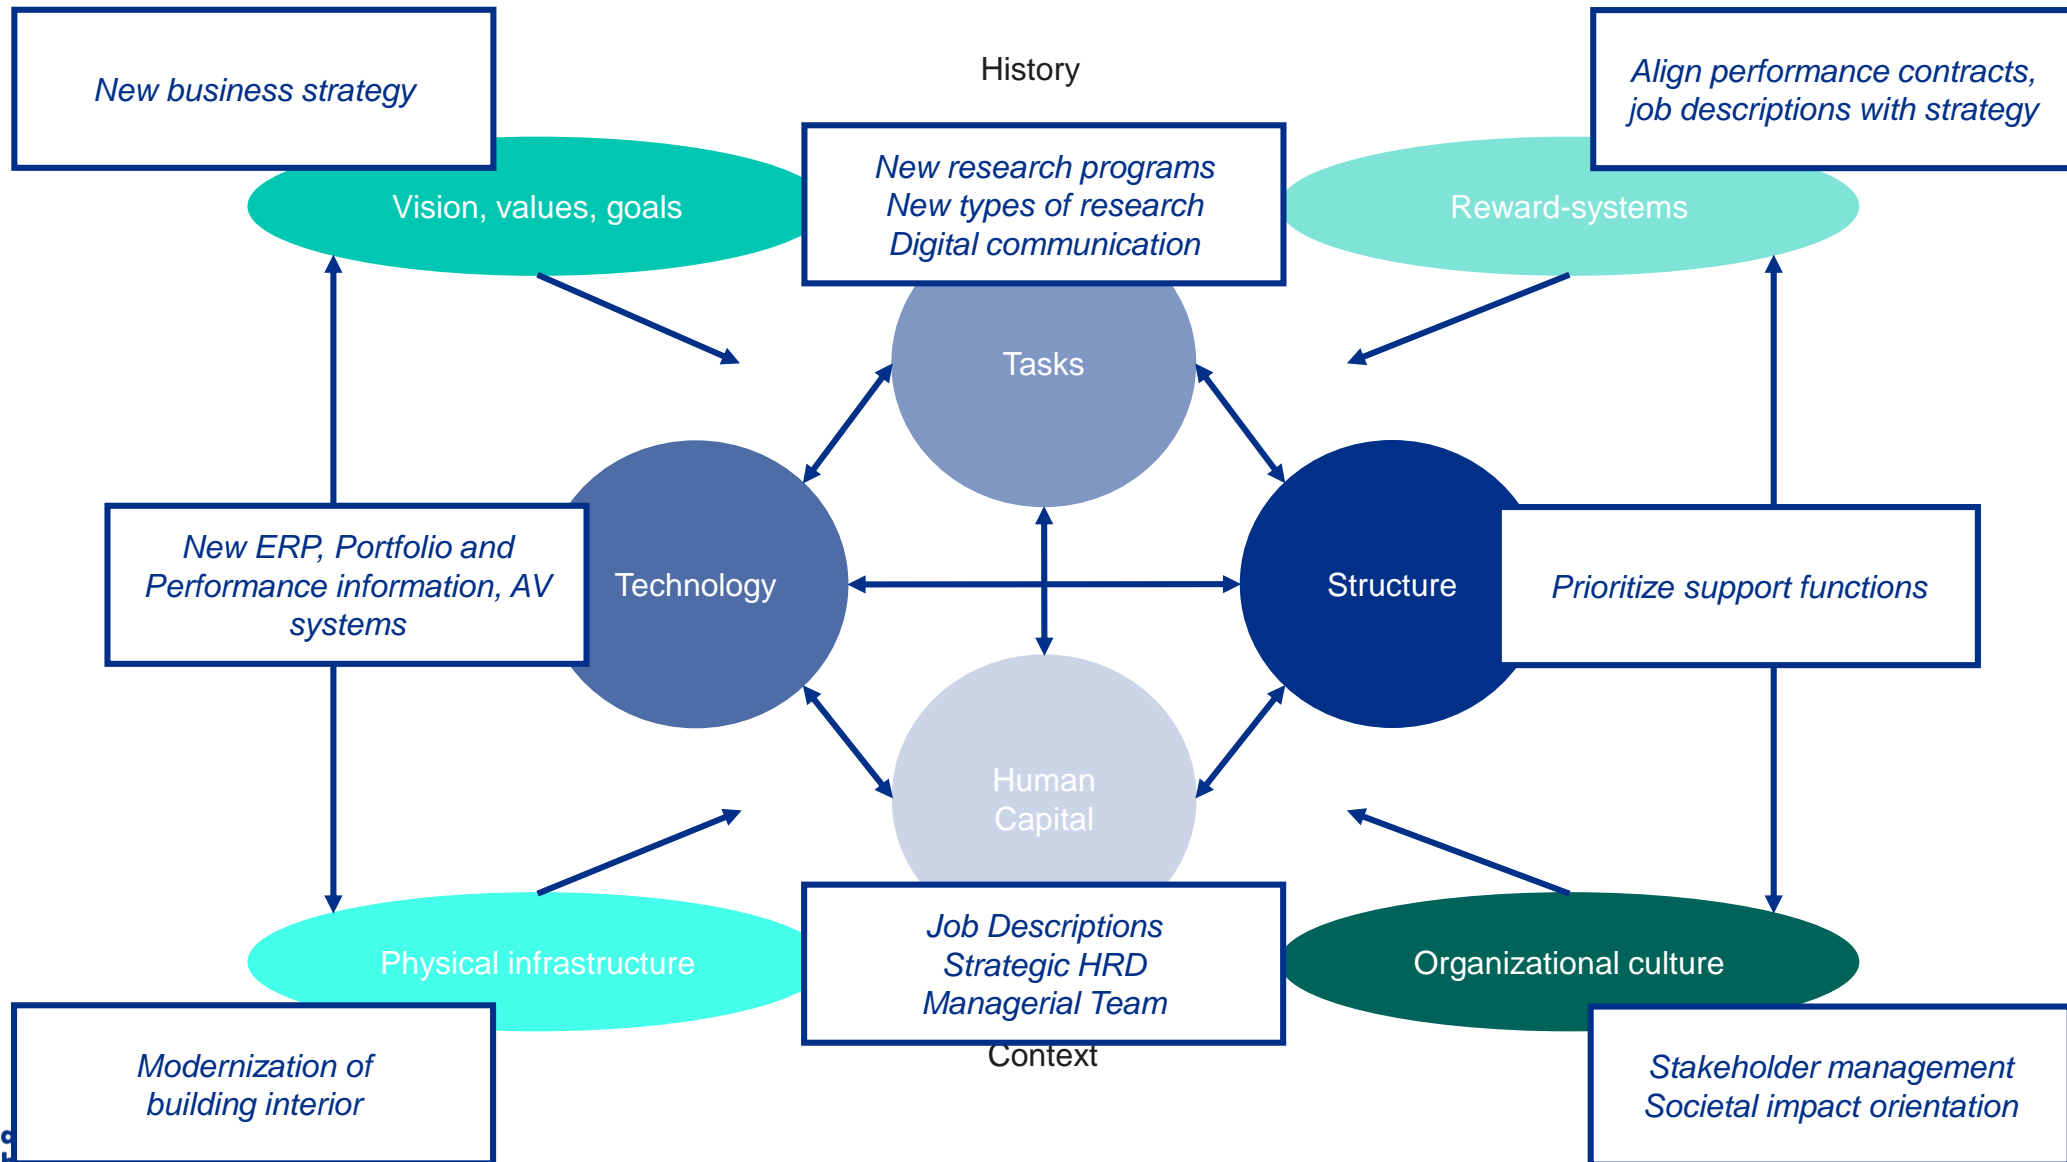 New business strategy
History
Align performance contracts,
job descriptions with strategy
New research programs
New types of research
Digital communication
Vision, values, goals
Reward-systems
Tasks
New ERP, Portfolio and
Performance information, AV
systems
Technology
Structure
Prioritize support functions
Human
Capital
Physical infrastructure
Job Descriptions
Strategic HRD
Managerial Team
Organizational culture
Context
Modernization of
building interior
Stakeholder management
Societal impact orientation